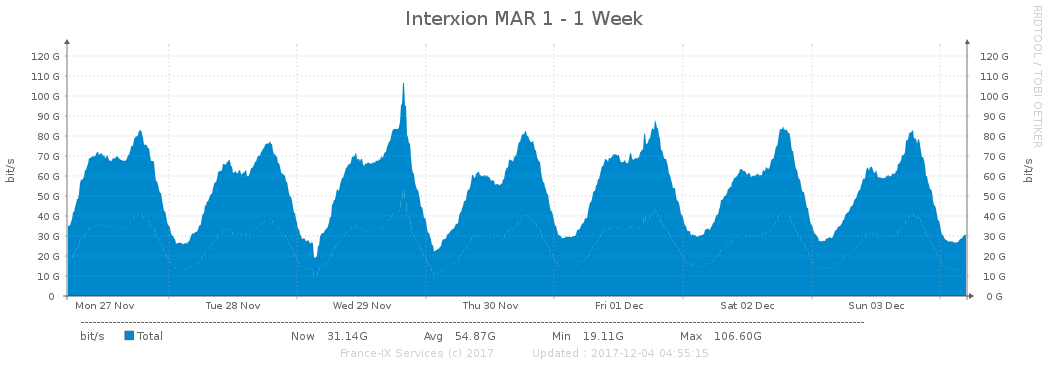 Interxion MAR 1 - 1 Week
RRDTOOL / TOBI OETIKER
bit/s
120 G 120 G
110 G 110 G
100 G 100 G
90 G 90 G
80 G 80 G
70 G 70 G
60 G 60 G
50 G 50 G
40 G 40 G
30 G 30 G
20 G 20 G
10 G 10 G
0 0 G
bit/s
Mon 27 Nov Tue 28 Nov Wed 29 Nov Thu 30 Nov Fri 01 Dec Sat 02 Dec Sun 03 Dec
bit/s Total Now 31.14G Avg 54.87G Min 19.11G Max 106.60G
France-IX Services (c) 2017 Updated : 2017-12-04 04:55:15